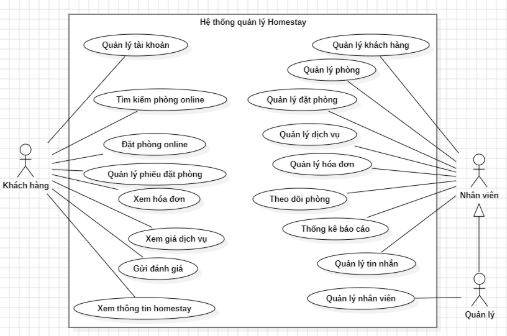 Hệ thống quản lý Homestay
Quản lý tài khoản
Tìm kiếm phòng online
Đặt phòng online
Quản lý phiếu đặt phòng
Xem hóa đơn
Xem giá dịch vụ
Gửi đánh giá
Xem thông tin homestay
Khách hàng
Quản lý khách hàng
Quản lý phòng
Quản lý đặt phòng
Quản lý dịch vụ
Quản lý hóa đơn
Theo dõi phòng
Thống kê báo cáo
Quản lý tin nhắn
Quản lý nhân viên
Nhân viên
Quản lý